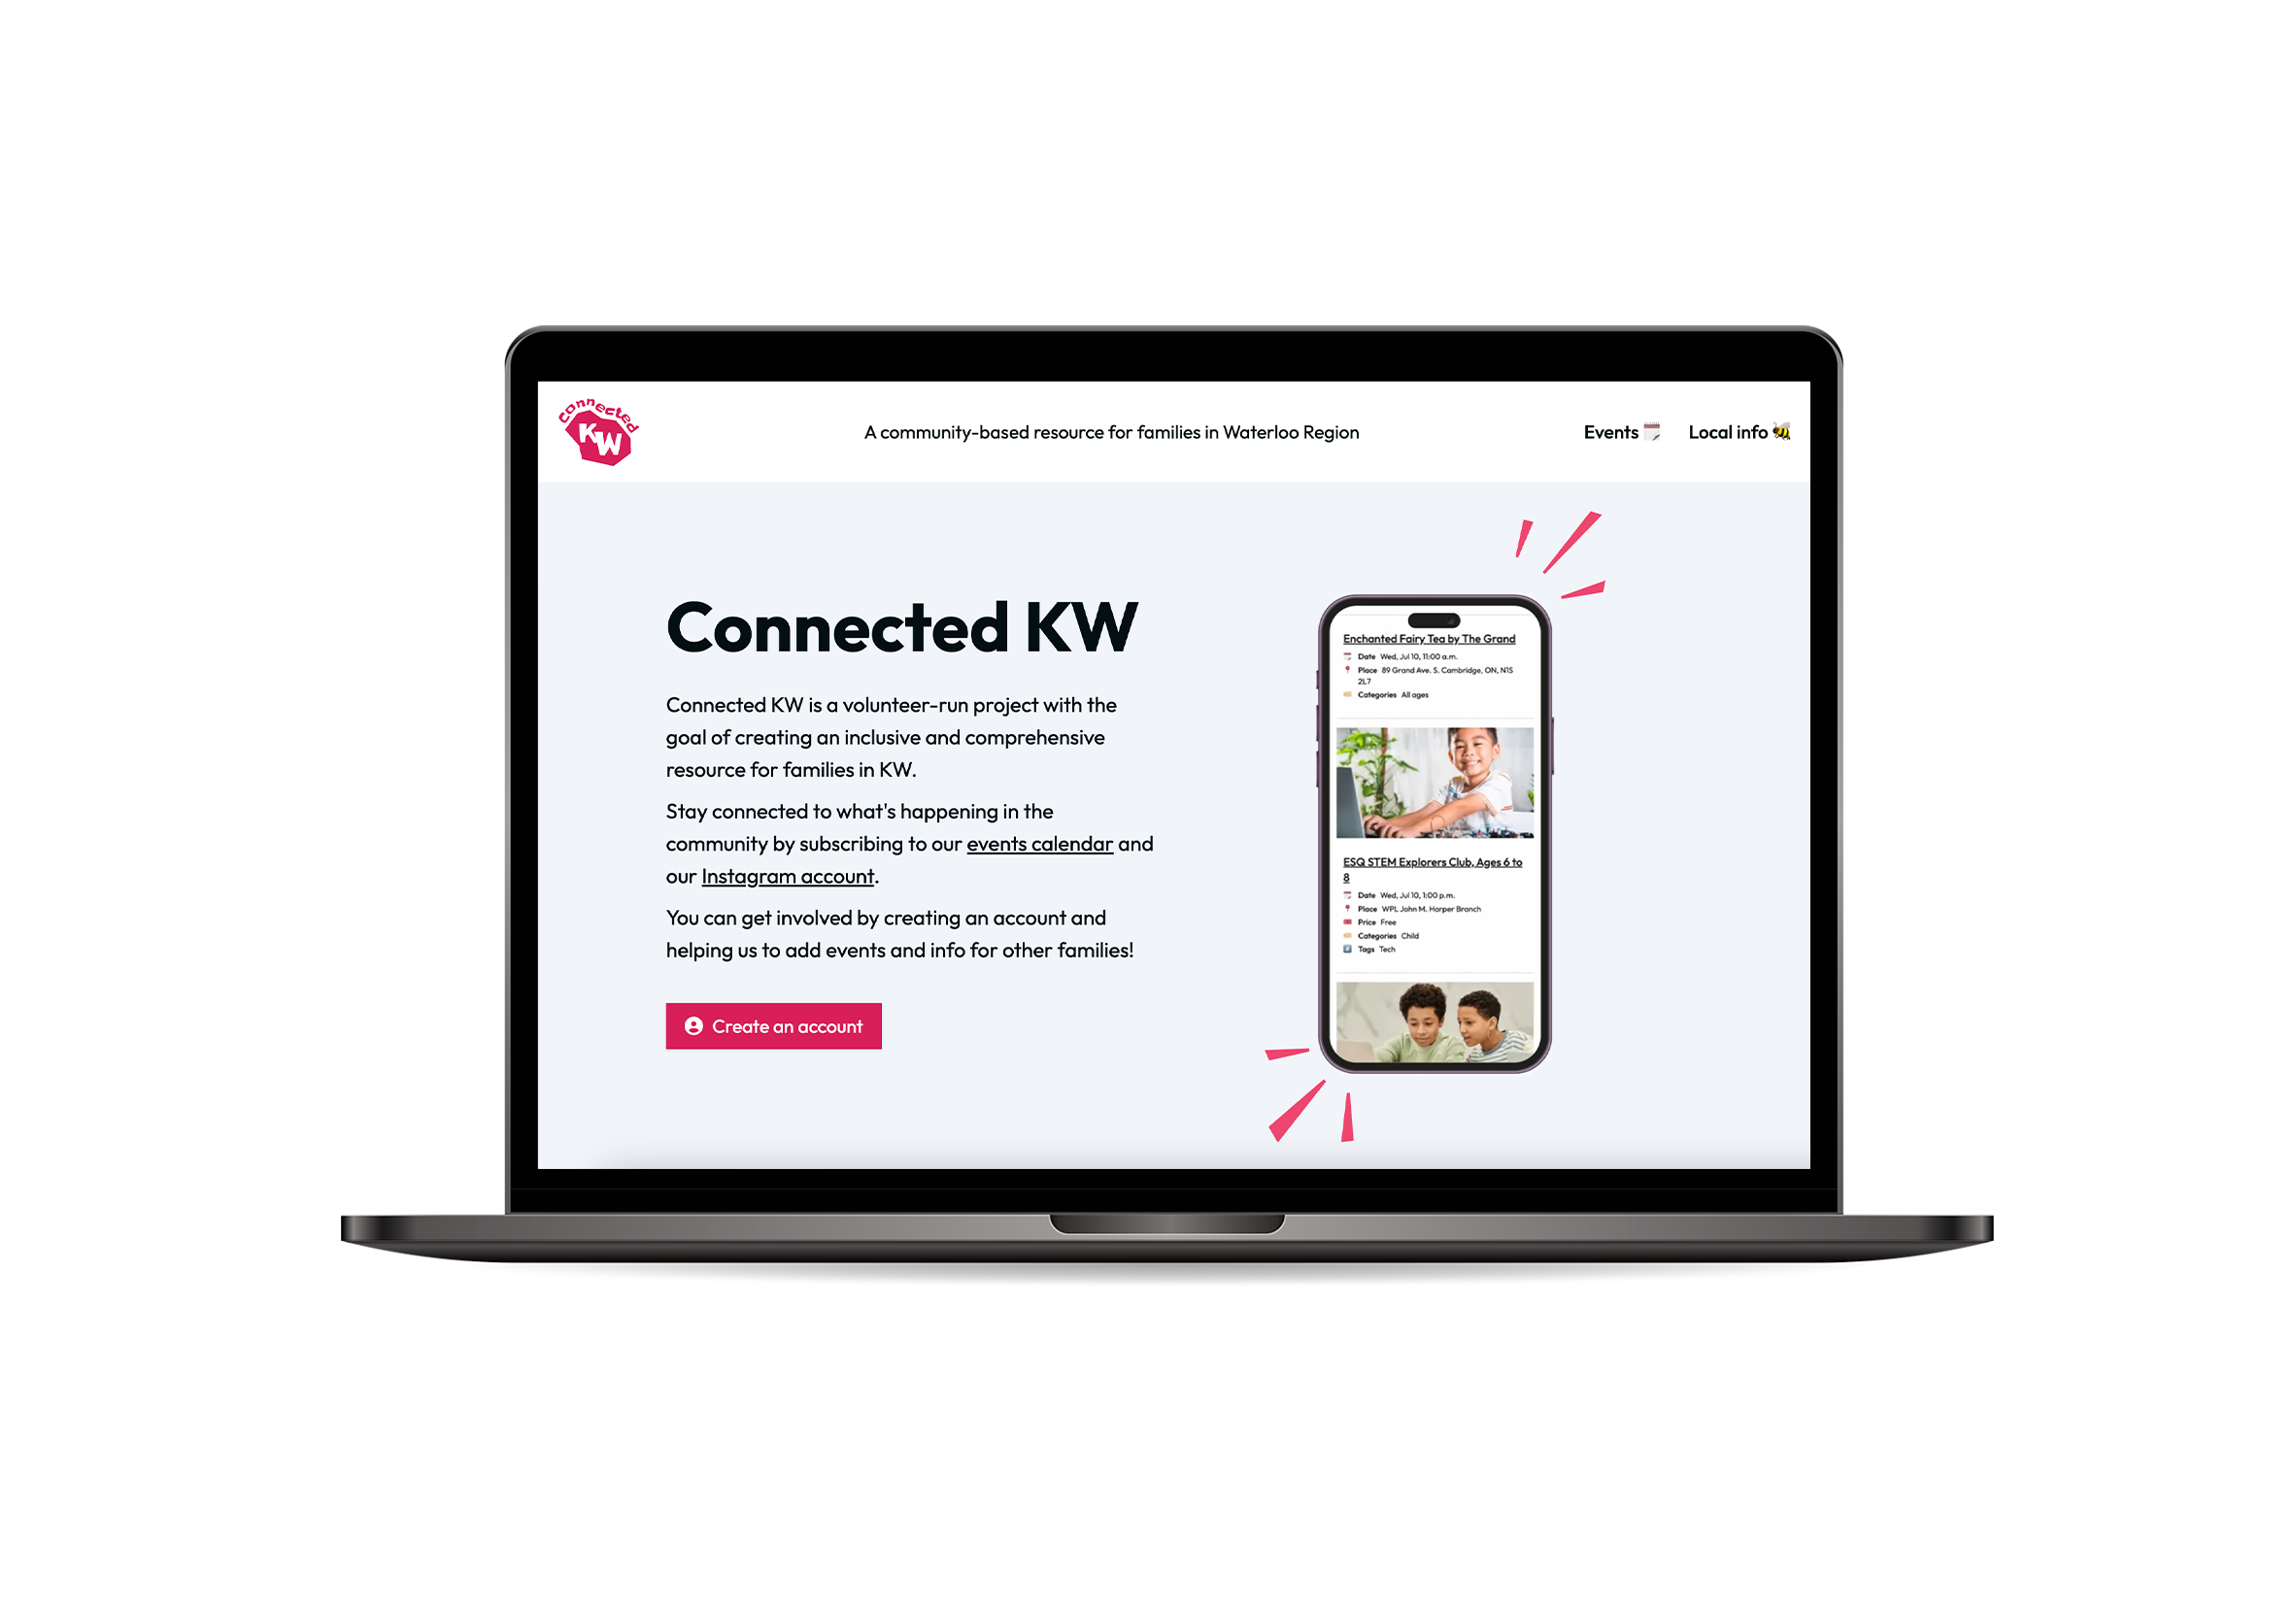 Connected
KW
A community-based resource for families in Waterloo Region
Events
Local info
Connected KW
Connected KW is a volunteer-run project with the
goal of creating an inclusive and comprehensive
resource for families in KW.
Stay connected to what's happening in the
community by subscribing to our events calendar and
our Instagram account.
You can get involved by creating an account and
helping us to add events and info for other families!
Create an account
Enchanted Fairy Tea by The Grand
Date Wed, Jul 10, 11:00 a.m.
Place 89 Grand Ave. S. Cambridge, ON, N1S
2L7
Categories All ages
ESQ STEM Explorers Club, Ages 6 to
8
Date Wed, Jul 10, 1:00 p.m.
Place WPL John M. Harper Branch
Price Free
Categories Child
Tags Tech